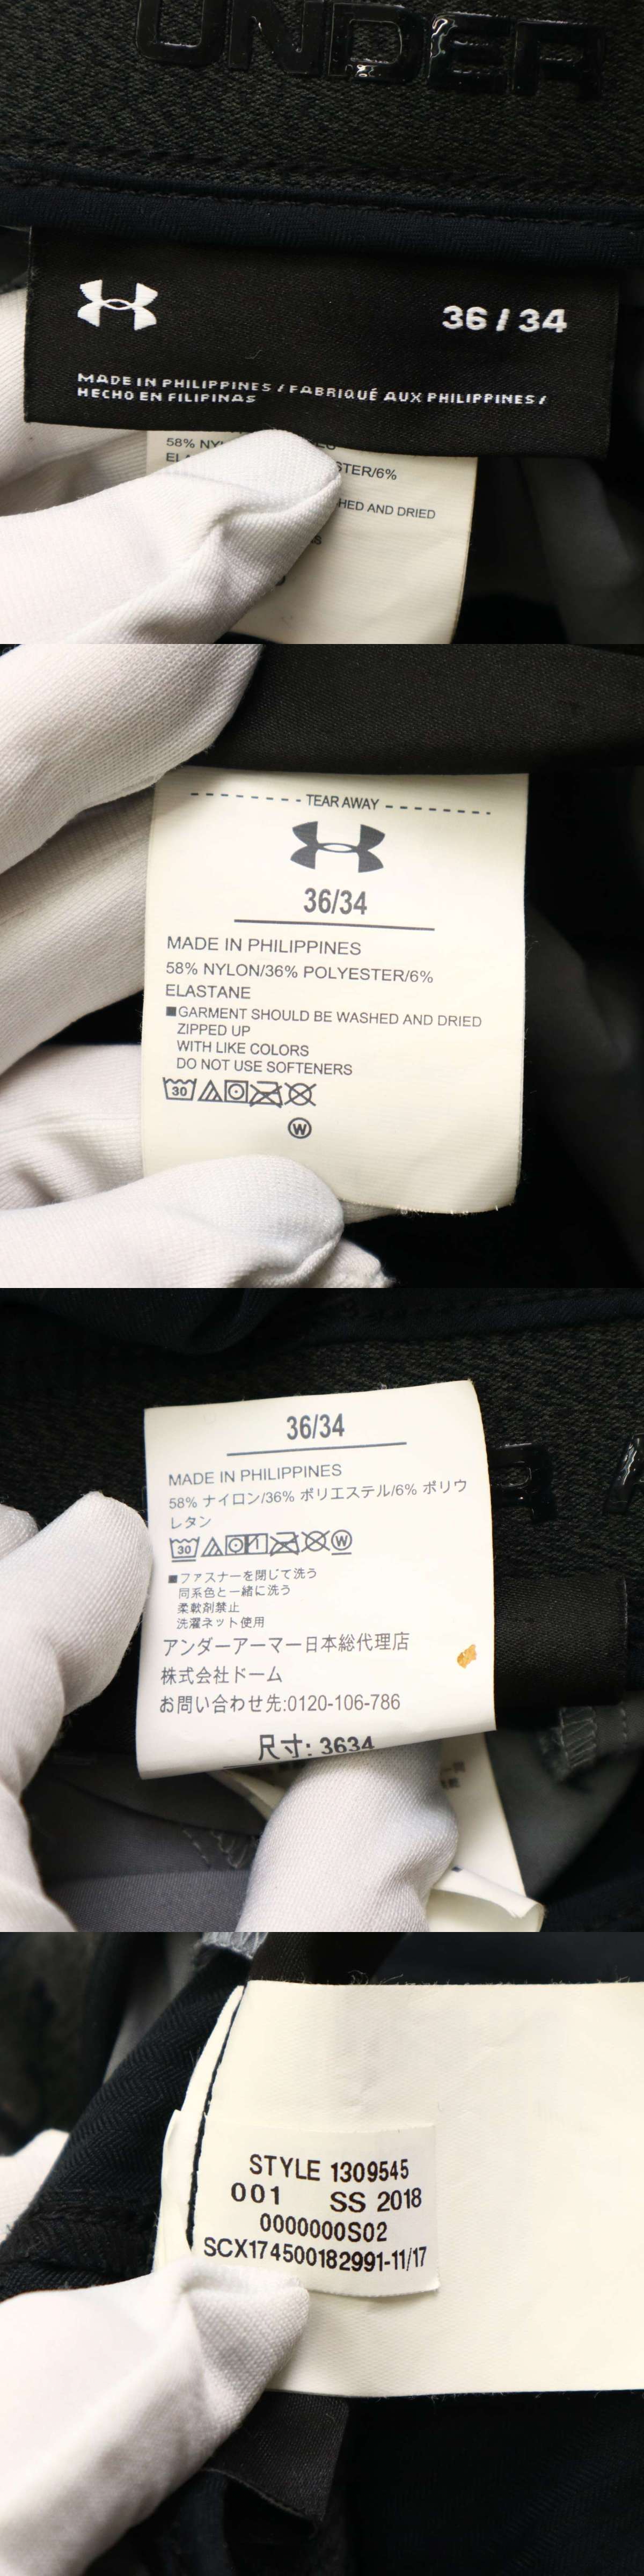 UNDER
36 / 34
MADE IN PHILIPPINES / FABRIQUÉ AUX PHILIPPINES /
HECHO EN FILIPINAS
58% NY
STER/6%
HED AND DRIED
TEAR AWAY
36/34
MADE IN PHILIPPINES
58% NYLON/36% POLYESTER/6%
ELASTANE
■GARMENT SHOULD BE WASHED AND DRIED
ZIPPED UP
WITH LIKE COLORS
DO NOT USE SOFTENERS
30
W
36/34
MADE IN PHILIPPINES
58% ナイロン/36% ポリエステル/6% ポリウ
レタン
30 W
■ファスナーを閉じて洗う
同系色と一緒に洗う
柔軟剤禁止
洗濯ネット使用
アンダーアーマー日本総代理店
株式会社ドーム
お問い合わせ先:0120-106-786
尺寸: 3634
STYLE 1309545
001 SS 2018
0000000S02
SCX174500182991-11/17